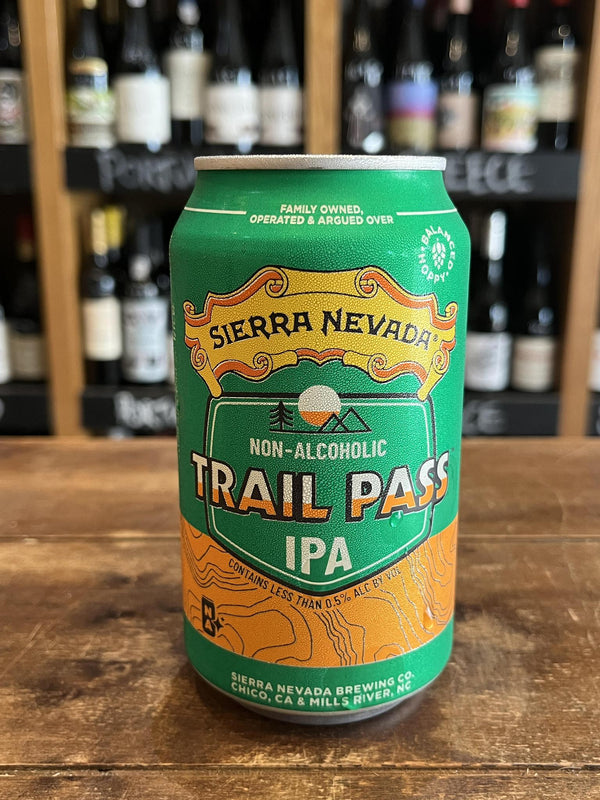 FAMILY OWNED,
OPERATED & ARGUED OVER
BALANCED
HOPPY
SIERRA NEVADA®
NON-ALCOHOLIC
TRAIL PASS
IPA
CONTAINS LESS THAN 0.5% ALC BY VOL
NA
SIERRA NEVADA BREWING CO.
CHICO, CA & MILLS RIVER, NC